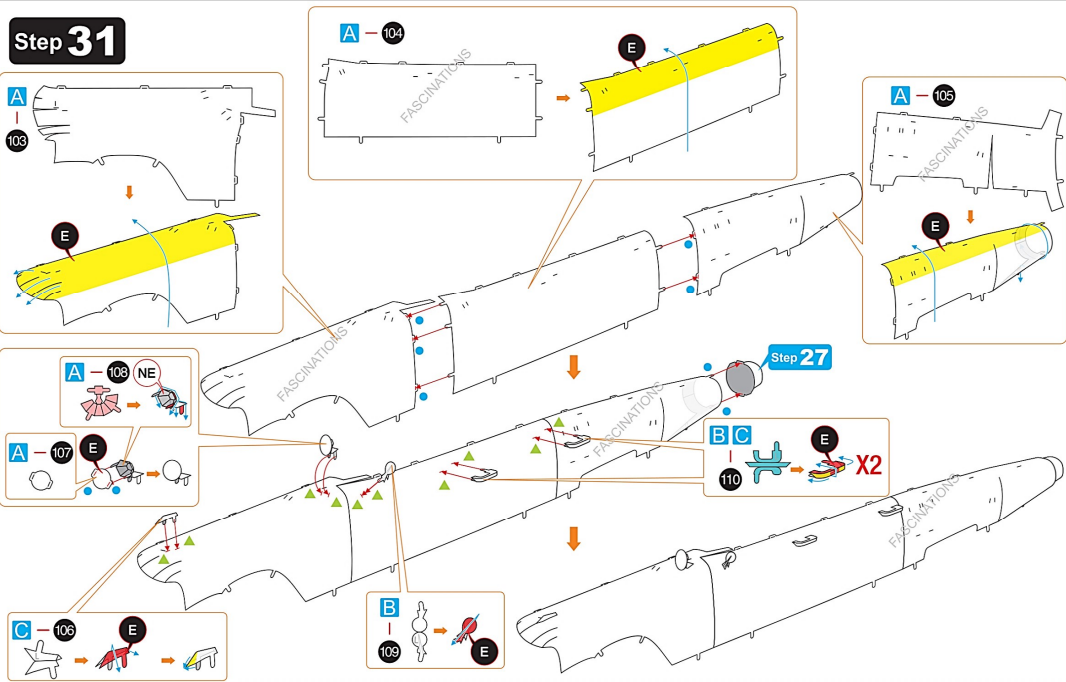 Step 31
A – 103
E
A – 104
E
FASCINATIONS
A – 105
E
FASCINATIONS
FASCINATIONS
Step 27
A – 108 NE
A – 107 E
FASCINATIONS
B C
110
E
X2
FASCINATIONS
C – 106
E
B
109
E